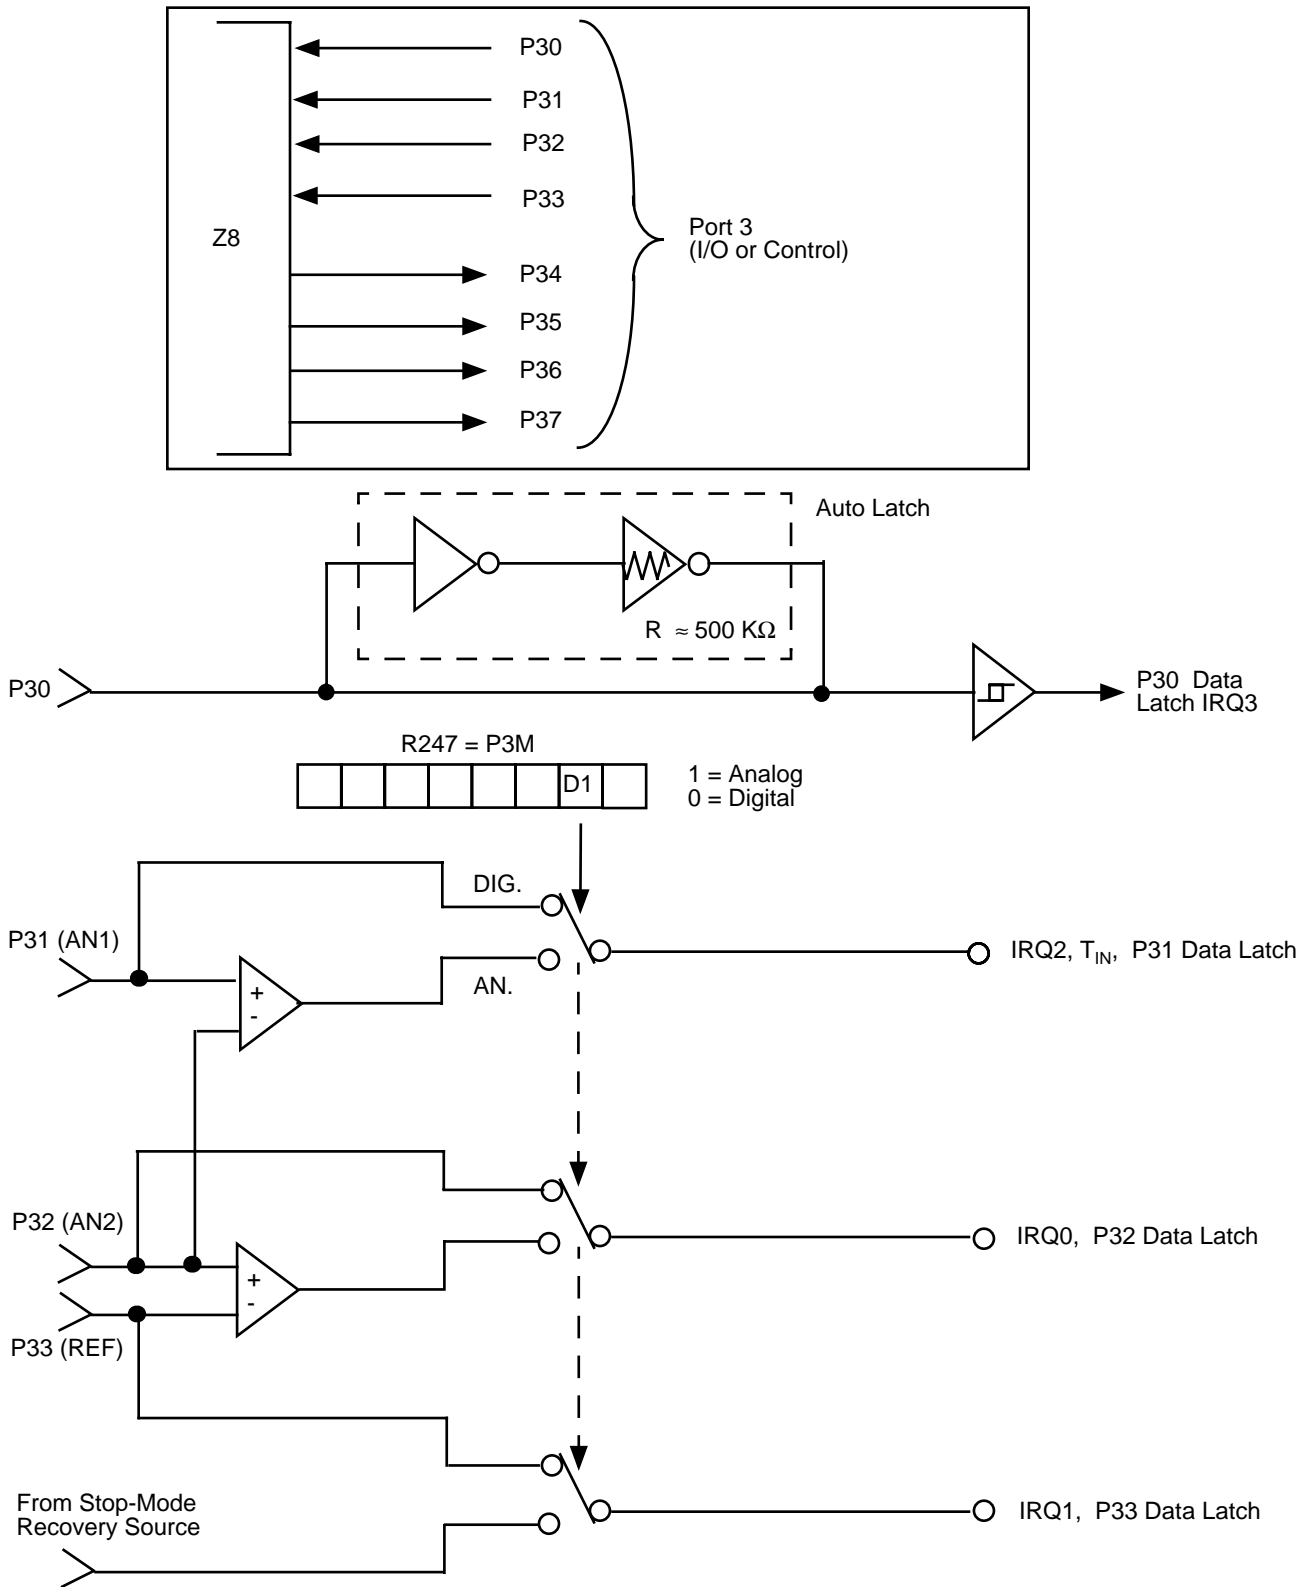 P30
P31
P32
P33
Z8
Port 3
(I/O or Control)
P34
P35
P36
P37
Auto Latch
R ≈ 500 KΩ
P30
P30 Data
Latch IRQ3
R247 = P3M
D1
1 = Analog
0 = Digital
DIG.
P31 (AN1)
IRQ2, TIN, P31 Data Latch
+
-
AN.
P32 (AN2)
IRQ0, P32 Data Latch
+
-
P33 (REF)
From Stop-Mode
Recovery Source
IRQ1, P33 Data Latch